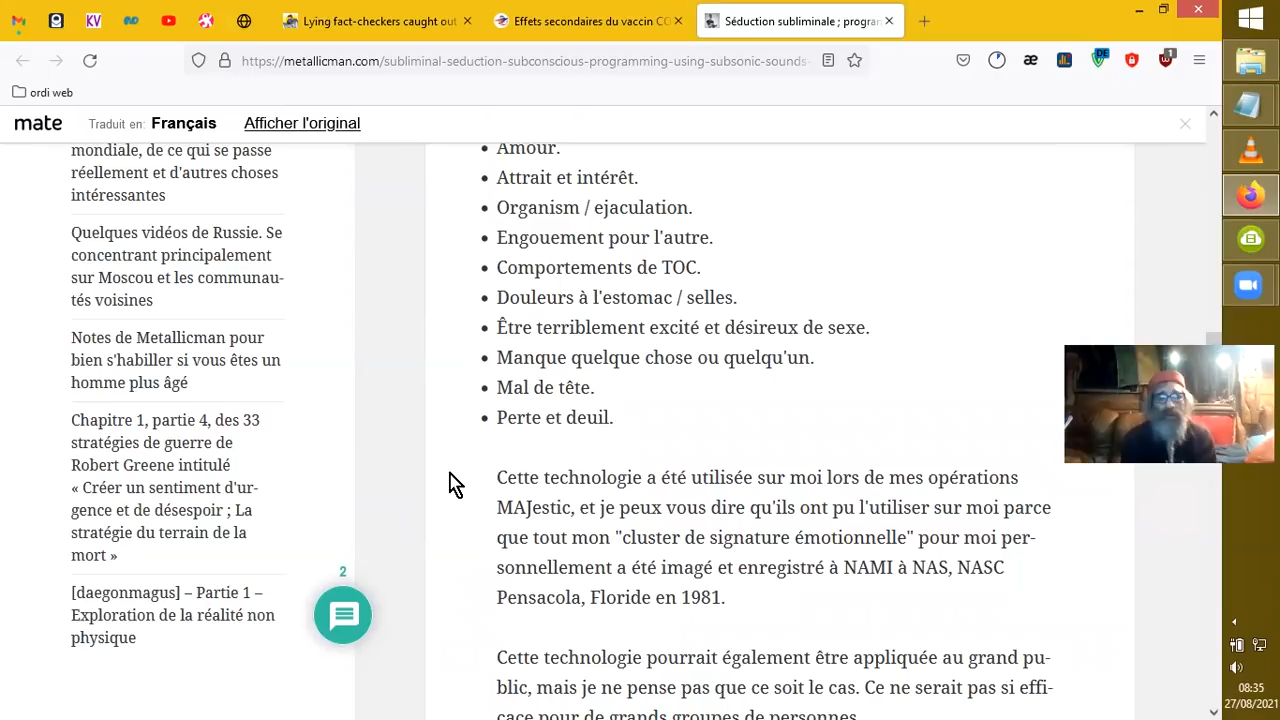 Lying fact-checkers caught out
Effets secondaires du vaccin CO
Séduction subliminale ; progran
KV
https://metallicman.com/subliminal-seduction-subconscious-programming-using-subsonic-sounds-
æ
DE
1
ordi web
mate
Traduit en: Français
Afficher l'original
mondiale, de ce qui se passe
réellement et d'autres choses
intéressantes
Quelques vidéos de Russie. Se
concentrant principalement
sur Moscou et les communau-
tés voisines
Notes de Metallicman pour
bien s'habiller si vous êtes un
homme plus âgé
Chapitre 1, partie 4, des 33
stratégies de guerre de
Robert Greene intitulé
« Créer un sentiment d'ur-
gence et de désespoir ; La
stratégie du terrain de la
mort »
[daegonmagus] – Partie 1 –
Exploration de la réalité non
physique
2
Amour.
Attrait et intérêt.
Organism / ejaculation.
Engouement pour l'autre.
Comportements de TOC.
Douleurs à l'estomac / selles.
Être terriblement excité et désireux de sexe.
Manque quelque chose ou quelqu'un.
Mal de tête.
Perte et deuil.
Cette technologie a été utilisée sur moi lors de mes opérations
MAJestic, et je peux vous dire qu'ils ont pu l'utiliser sur moi parce
que tout mon "cluster de signature émotionnelle" pour moi per-
sonnellement a été imagé et enregistré à NAMI à NAS, NASC
Pensacola, Floride en 1981.
Cette technologie pourrait également être appliquée au grand pu-
blic, mais je ne pense pas que ce soit le cas. Ce ne serait pas si effi-
cace pour de grands groupes de personnes.
08:35
27/08/2021